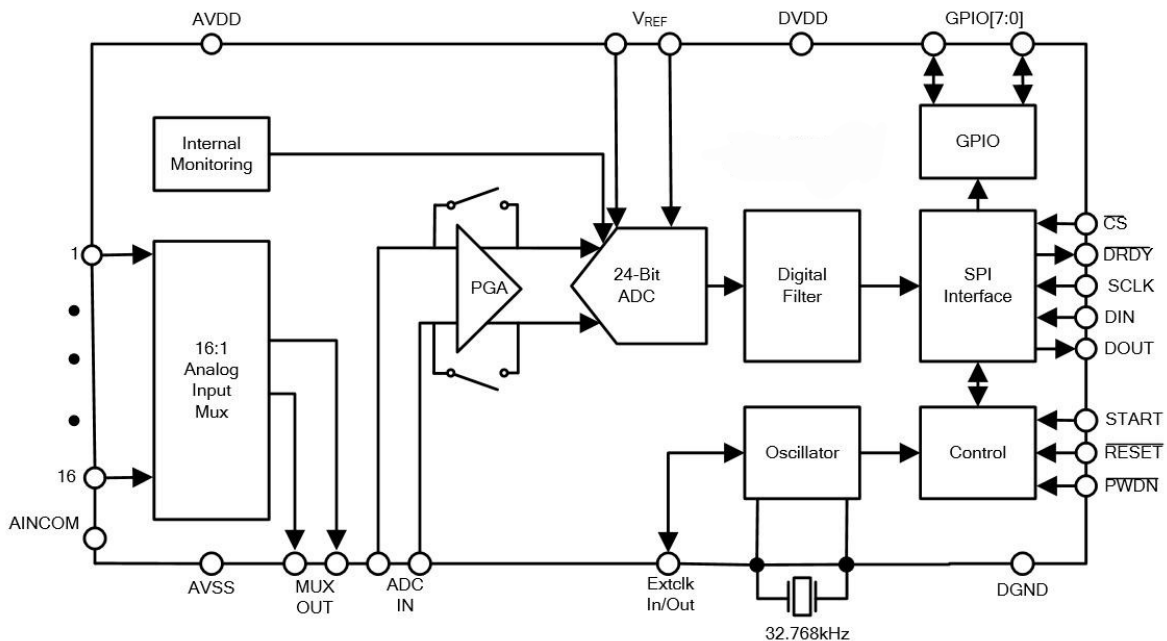 AVDD
VREF
DVDD
GPIO[7:0]
Internal
Monitoring
GPIO
1
16:1
Analog
Input
Mux
PGA
24-Bit
ADC
Digital
Filter
SPI
Interface
CS
DRDY
SCLK
DIN
DOUT
16
AINCOM
Oscillator
Control
START
RESET
PWDN
AVSS
MUX
OUT
ADC
IN
Extclk
In/Out
32.768kHz
DGND